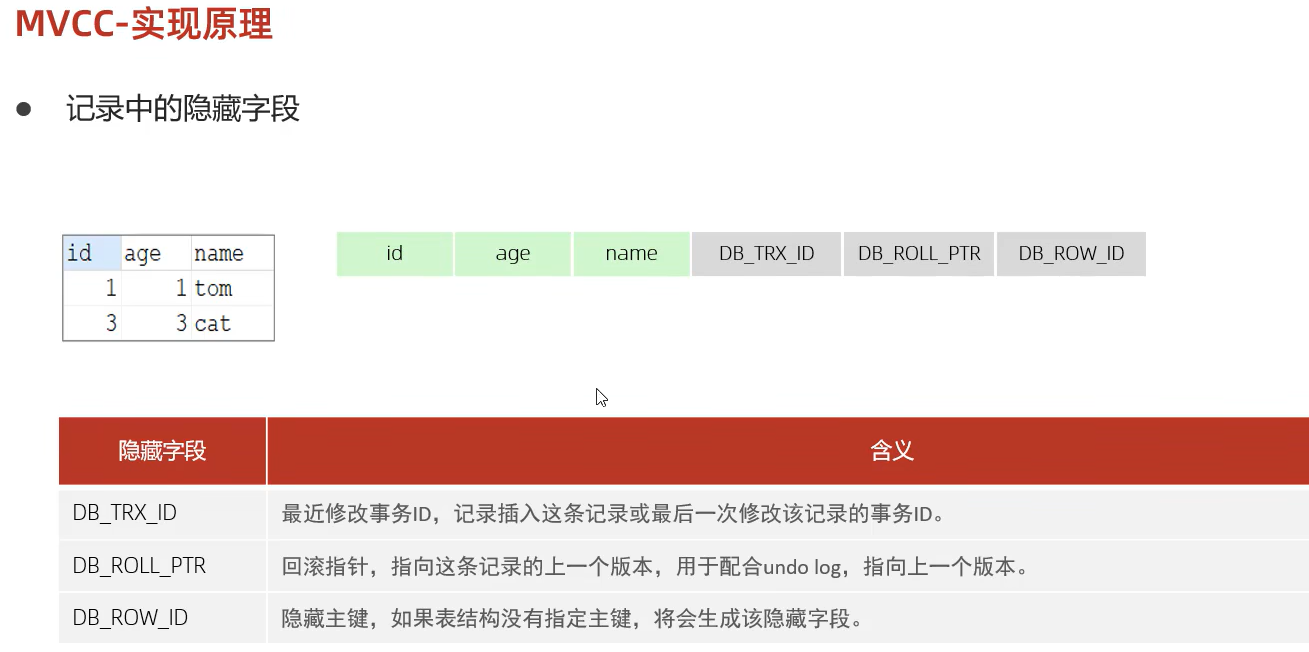 MVCC-实现原理
● 记录中的隐藏字段
id age name
1 1 tom
3 3 cat
id age name DB_TRX_ID DB_ROLL_PTR DB_ROW_ID
隐藏字段 含义
DB_TRX_ID 最近修改事务ID，记录插入这条记录或最后一次修改该记录的事务ID。
DB_ROLL_PTR 回滚指针，指向这条记录的上一个版本，用于配合undo log，指向上一个版本。
DB_ROW_ID 隐藏主键，如果表结构没有指定主键，将会生成该隐藏字段。